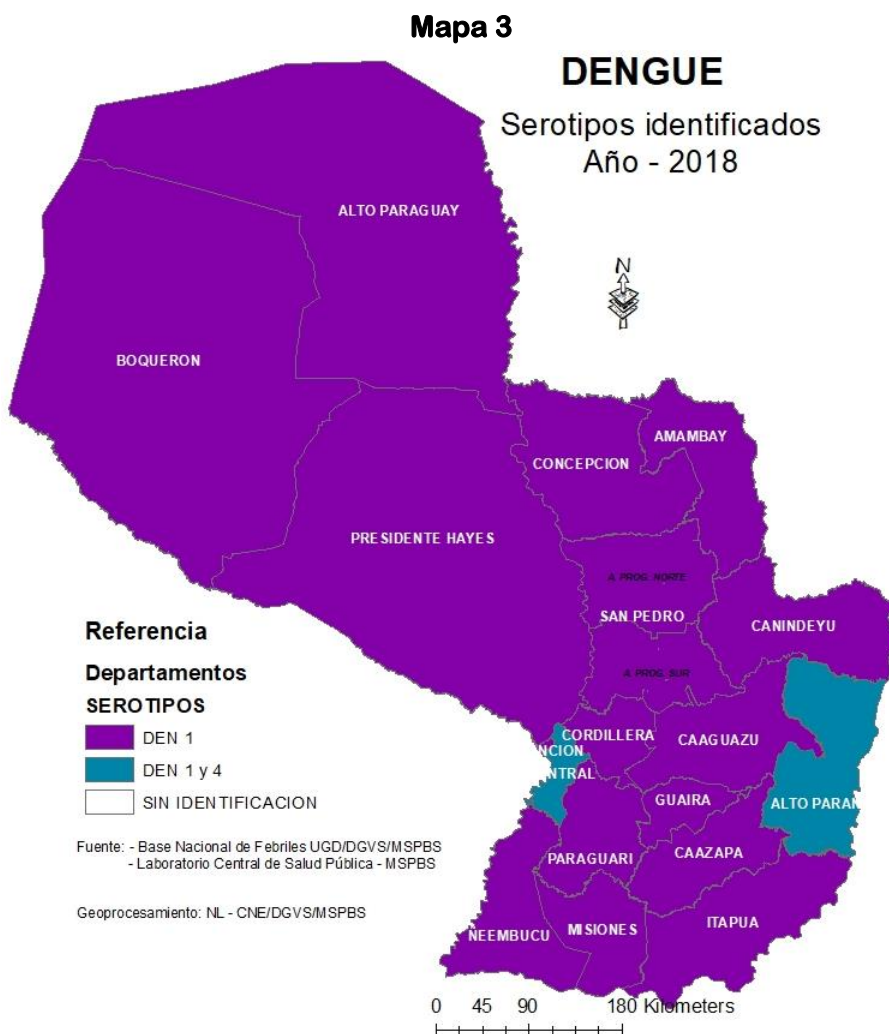 Mapa 3
DENGUE
Serotipos identificados
Año - 2018
N
ALTO PARAGUAY
BOQUERON
AMAMBAY
CONCEPCION
PRESIDENTE HAYES
A. PROG. NORTE
SAN PEDRO
CANINDEYU
A. PROG. SUR
CORDILLERA
CAAGUAZU
NCION
NTRAL
GUAIRA
ALTO PARAN
PARAGUARI
CAAZAPA
ÑEEMBUCU
MISIONES
ITAPUA
Referencia
Departamentos
SEROTIPOS
DEN 1
DEN 1 y 4
SIN IDENTIFICACION
Fuente: - Base Nacional de Febriles UGD/DGVS/MSPBS
- Laboratorio Central de Salud Pública - MSPBS
Geoprocesamiento: NL - CNE/DGVS/MSPBS
0 45 90 180 Kilometers